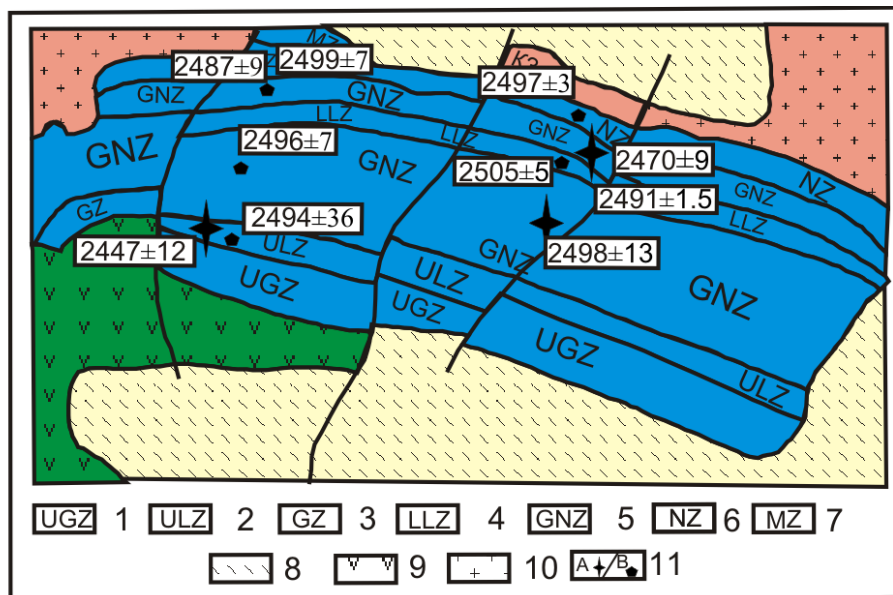 MZ
2487±9
2499±7
КЗ
2497±3
GNZ
GNZ
LLZ
LLZ
GNZ
NZ
2496±7
GNZ
GNZ
2505±5
2470±9
GNZ
NZ
2491±1.5
LLZ
GZ
2494±36
2447±12
ULZ
UGZ
GNZ
2498±13
ULZ
UGZ
GNZ
UGZ
ULZ
UGZ 1 ULZ 2 GZ 3 LLZ 4 GNZ 5 NZ 6 MZ 7
8 9 10 A / B 11